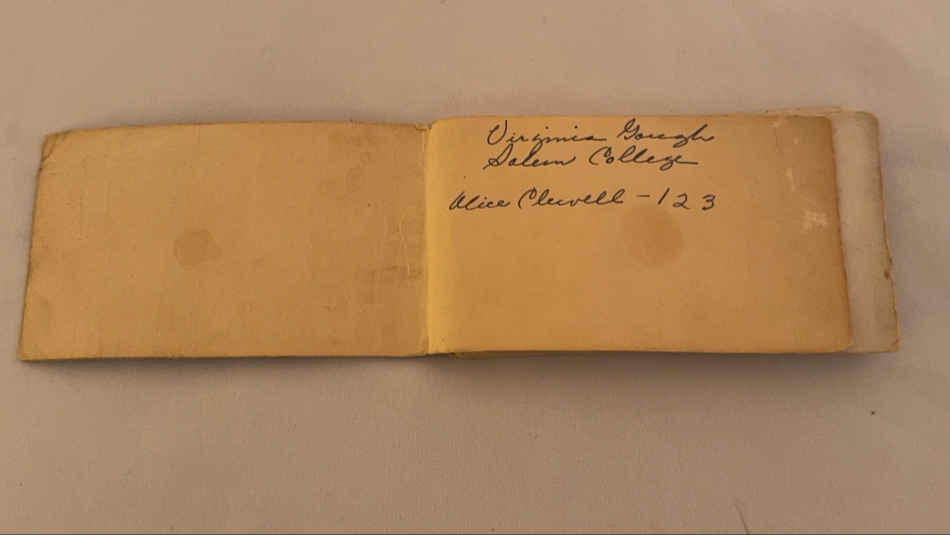 Virginia Gough
Salem College
Alice Clewell - 123